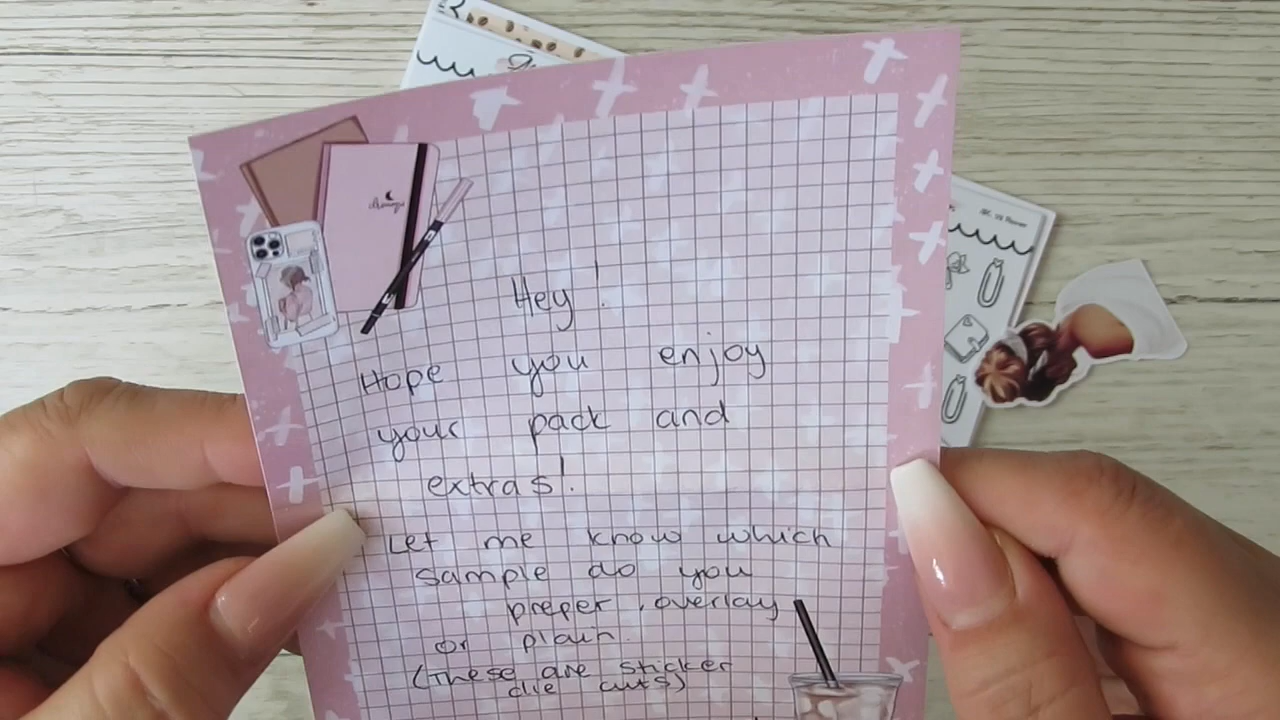 Hey!
Hope you enjoy
your pack and
extras!
Let me know which
sample do you
preper, overlay
or plain.
(These are sticker
die cuts)